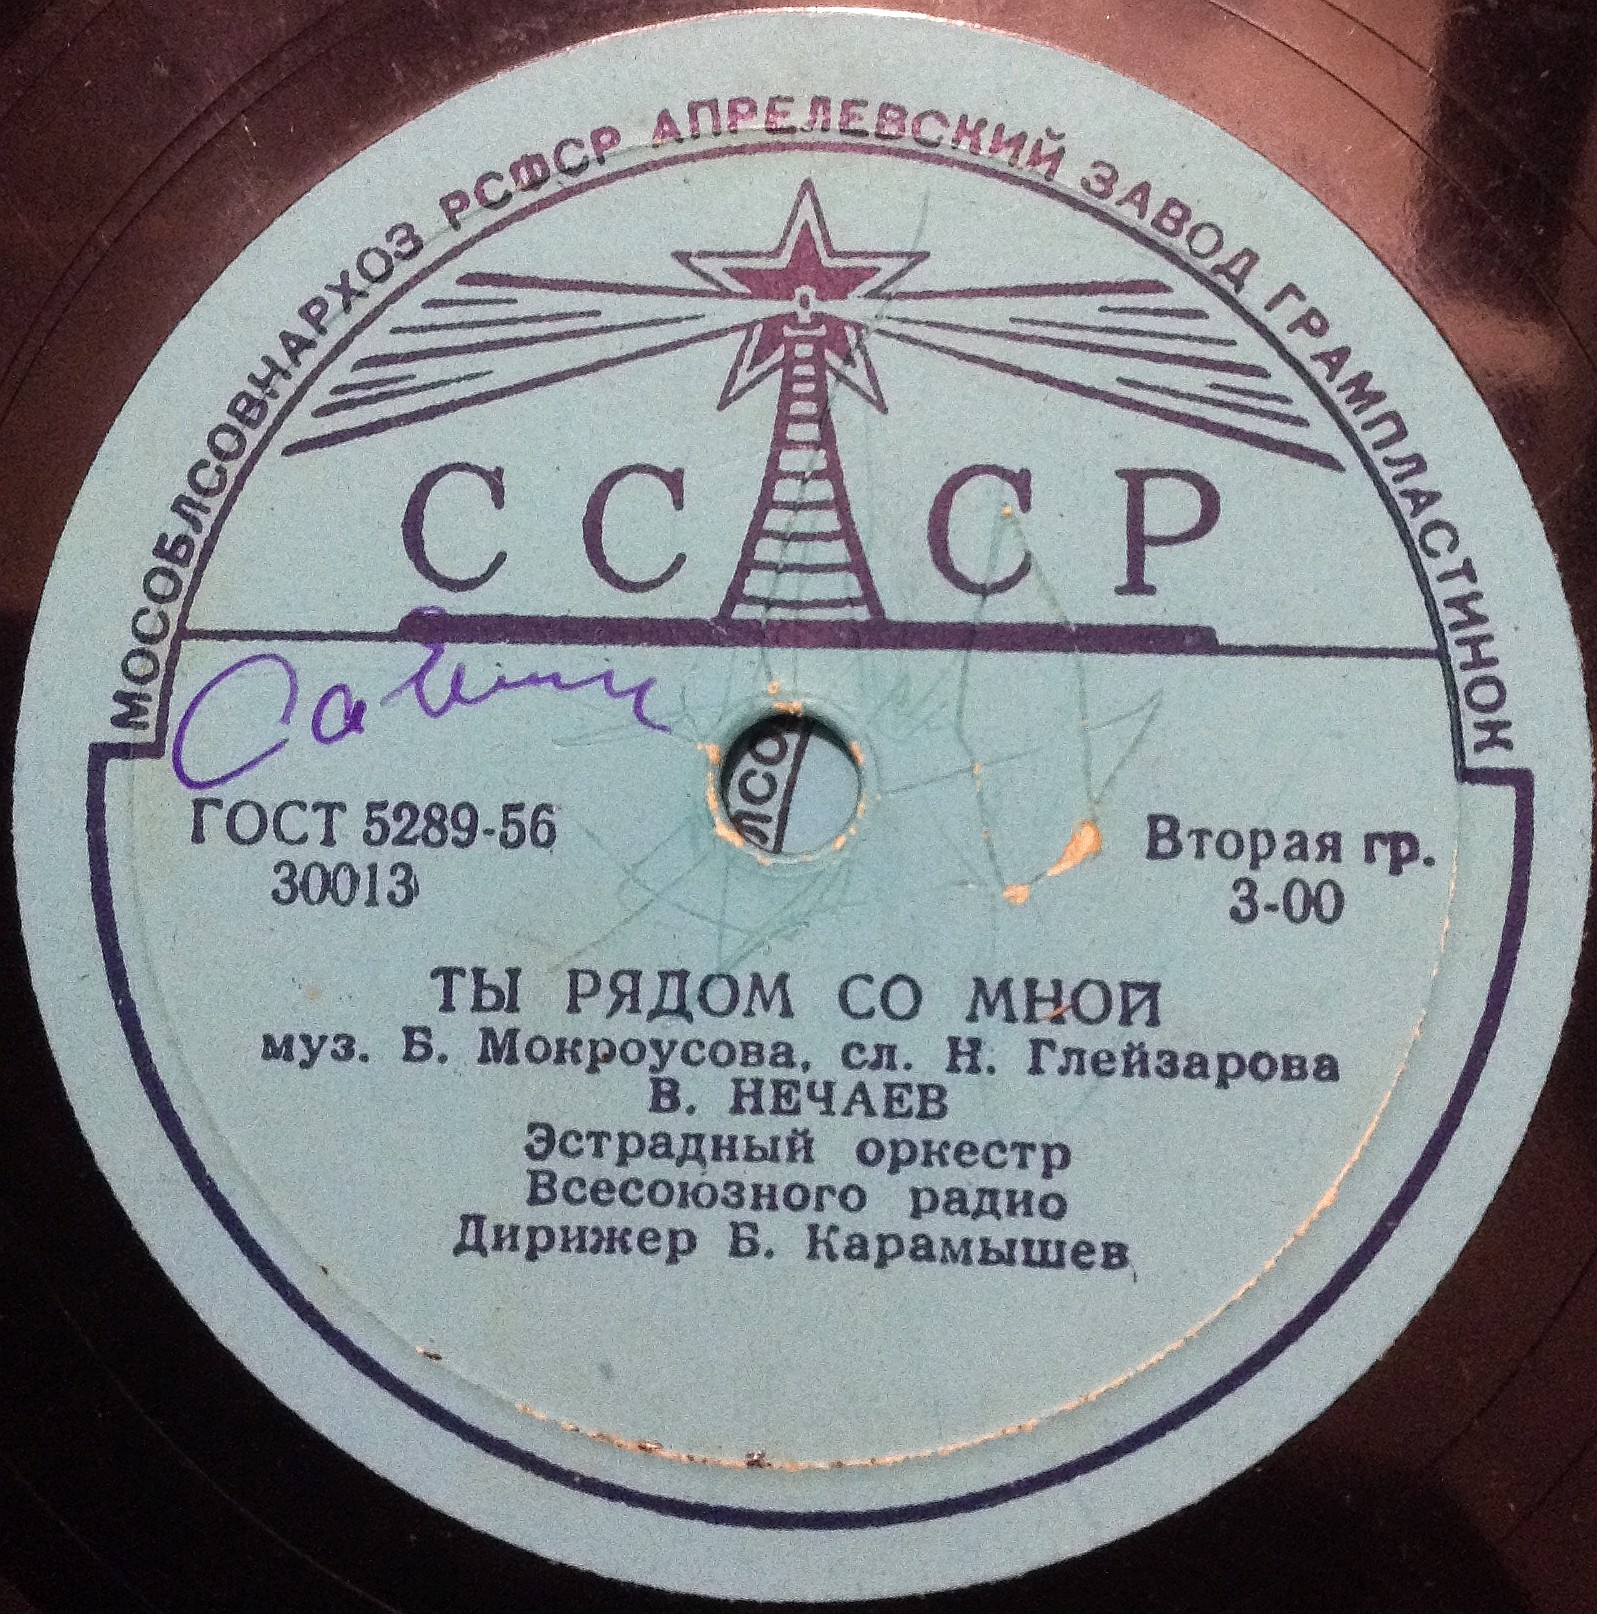 МОСОБЛСОВНАРХОЗ РСФСР АПРЕЛЕВСКИЙ ЗАВОД ГРАМПЛАСТИНОК
СССР
ГОСТ 5289-56
30013
Вторая гр.
3-00
ТЫ РЯДОМ СО МНОЙ
муз. Б. Мокроусова, сл. Н. Глейзарова
В. НЕЧАЕВ
Эстрадный оркестр
Всесоюзного радио
Дирижер Б. Карамышев